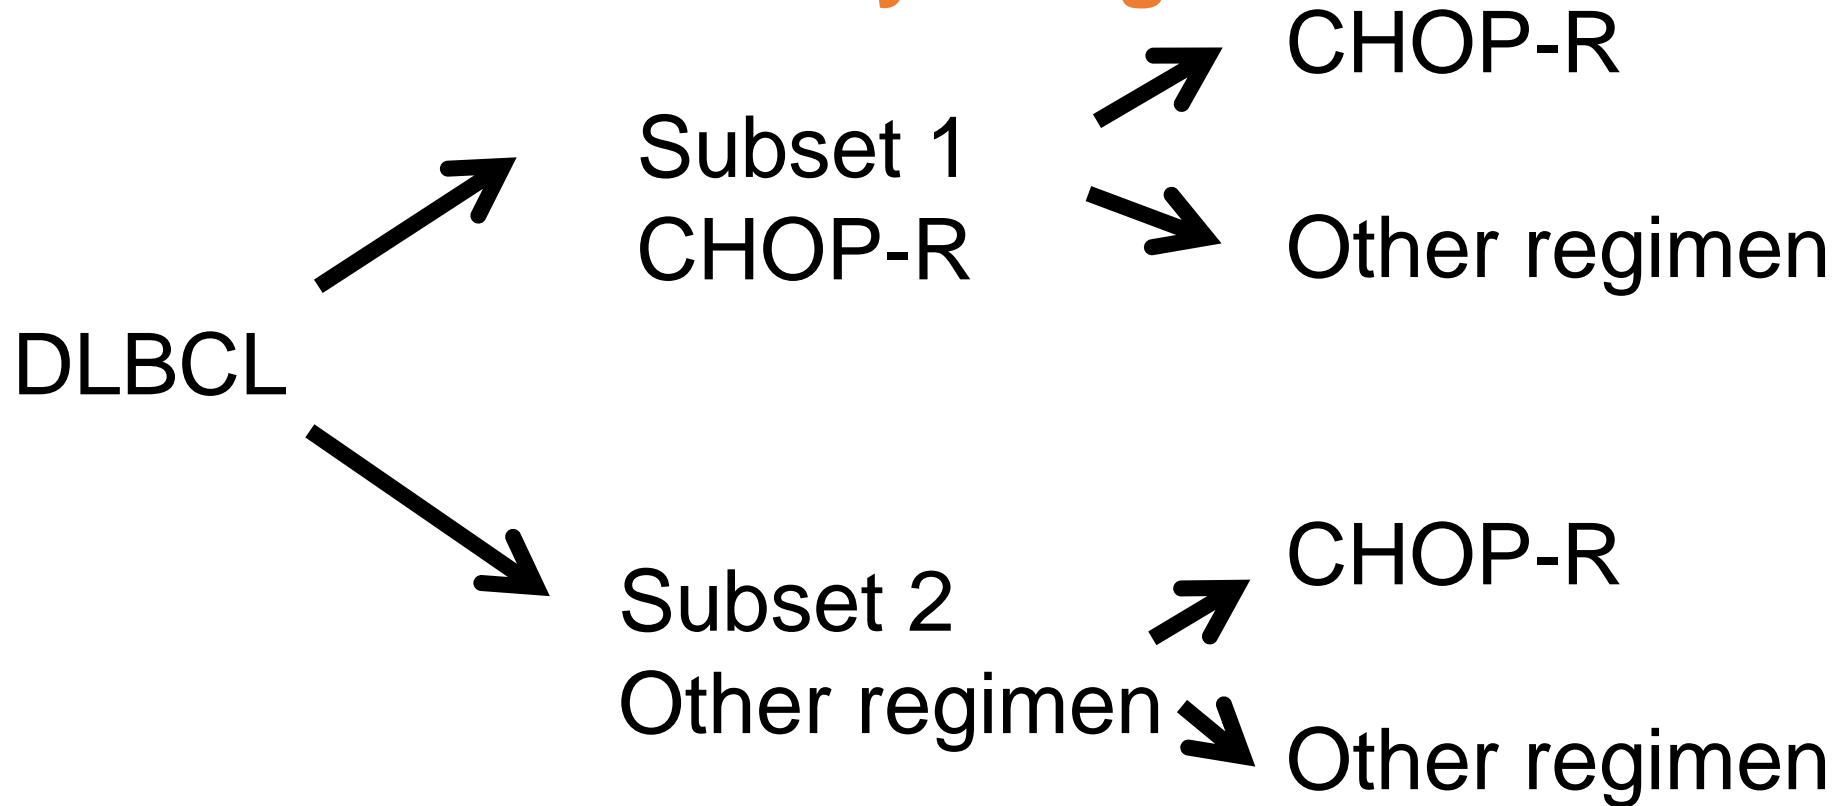 CHOP-R
Subset 1
CHOP-R
Other regimen
DLBCL
CHOP-R
Subset 2
Other regimen
Other regimen